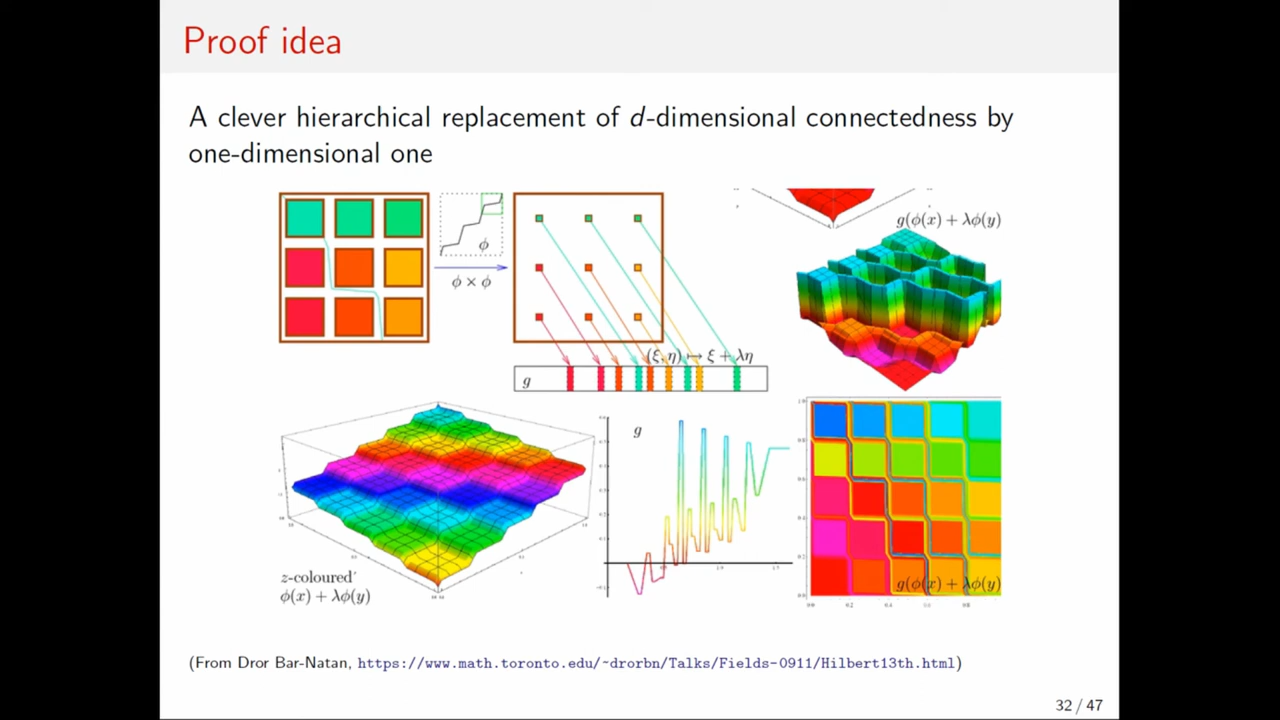 Proof idea
A clever hierarchical replacement of d-dimensional connectedness by
one-dimensional one
ϕ
ϕ × ϕ
(ξ, η) ↦ ξ + λη
g
g(ϕ(x) + λϕ(y)
z-coloured
ϕ(x) + λϕ(y)
g
g(ϕ(x) + λϕ(y)
(From Dror Bar-Natan, https://www.math.toronto.edu/~drorbn/Talks/Fields-0911/Hilbert13th.html)
32 / 47